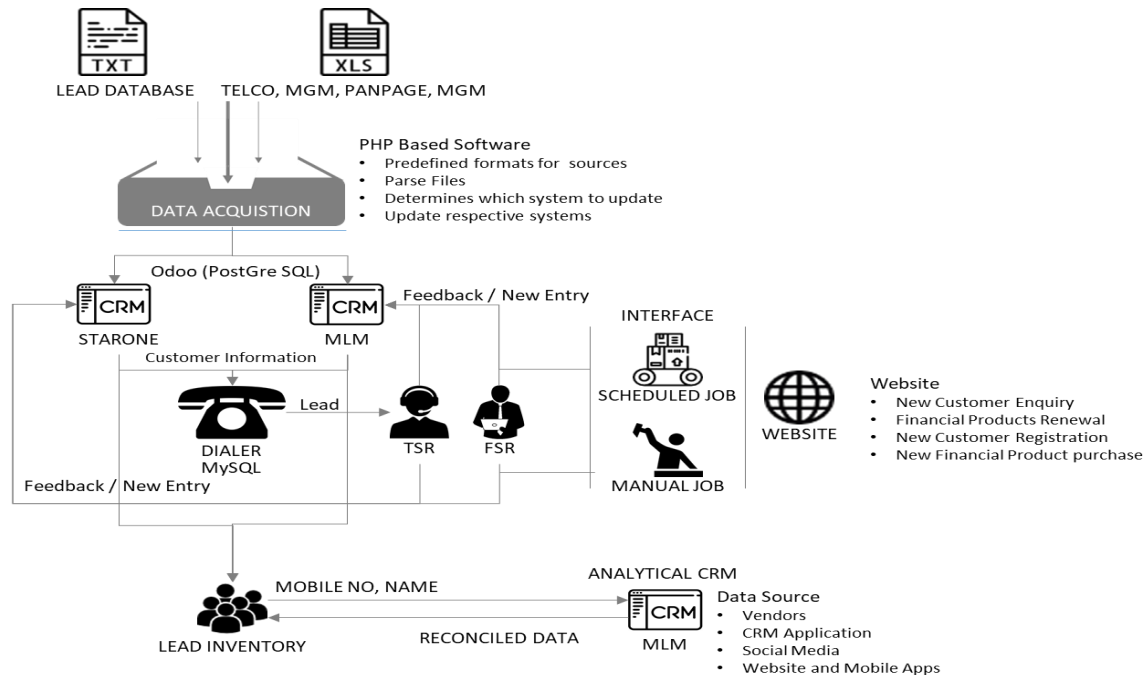 TXT
XLS
LEAD DATABASE
TELCO, MGM, PANPAGE, MGM
PHP Based Software
• Predefined formats for sources
• Parse Files
• Determines which system to update
• Update respective systems
DATA ACQUISTION
Odoo (PostGre SQL)
CRM
STARONE
CRM
MLM
Feedback / New Entry
INTERFACE
Customer Information
SCHEDULED JOB
Lead
DIALER
MySQL
TSR
FSR
WEBSITE
Website
• New Customer Enquiry
• Financial Products Renewal
• New Customer Registration
• New Financial Product purchase
MANUAL JOB
Feedback / New Entry
LEAD INVENTORY
MOBILE NO, NAME
RECONCILED DATA
ANALYTICAL CRM
CRM
MLM
Data Source
• Vendors
• CRM Application
• Social Media
• Website and Mobile Apps